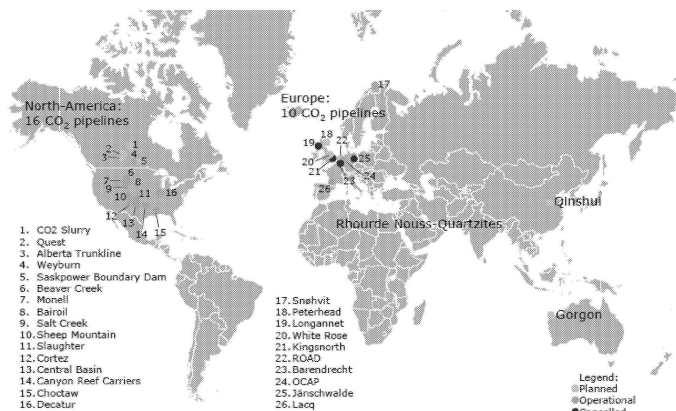 North-America:
16 CO2 pipelines
Europe:
10 CO2 pipelines
17
18
19
22
20
25
21
24
23
26
1
2
4
3
5
6
7
8
9
10
11
16
12
13
14
15
Rhourde Nouss-Quartzites
Qinshui
Gorgon
1. CO2 Slurry
2. Quest
3. Alberta Trunkline
4. Weyburn
5. Saskpower Boundary Dam
6. Beaver Creek
7. Monell
8. Bairoil
9. Salt Creek
10. Sheep Mountain
11. Slaughter
12. Cortez
13. Central Basin
14. Canyon Reef Carriers
15. Choctaw
16. Decatur
17. Snøhvit
18. Peterhead
19. Longannet
20. White Rose
21. Kingsnorth
22. ROAD
23. Barendrecht
24. OCAP
25. Jänschwalde
26. Lacq
Legend:
Planned
Operational
Cancelled